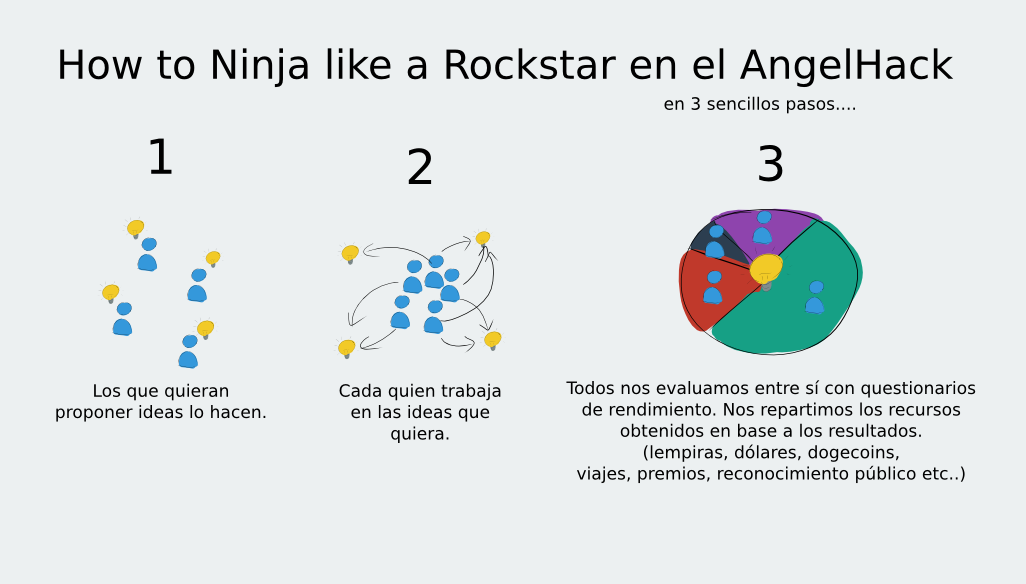 How to Ninja like a Rockstar en el AngelHack
en 3 sencillos pasos....
1
Los que quieran
proponer ideas lo hacen.
2
Cada quien trabaja
en las ideas que
quiera.
3
Todos nos evaluamos entre sí con questionarios
de rendimiento. Nos repartimos los recursos
obtenidos en base a los resultados.
(lempiras, dólares, dogecoins,
viajes, premios, reconocimiento público etc..)